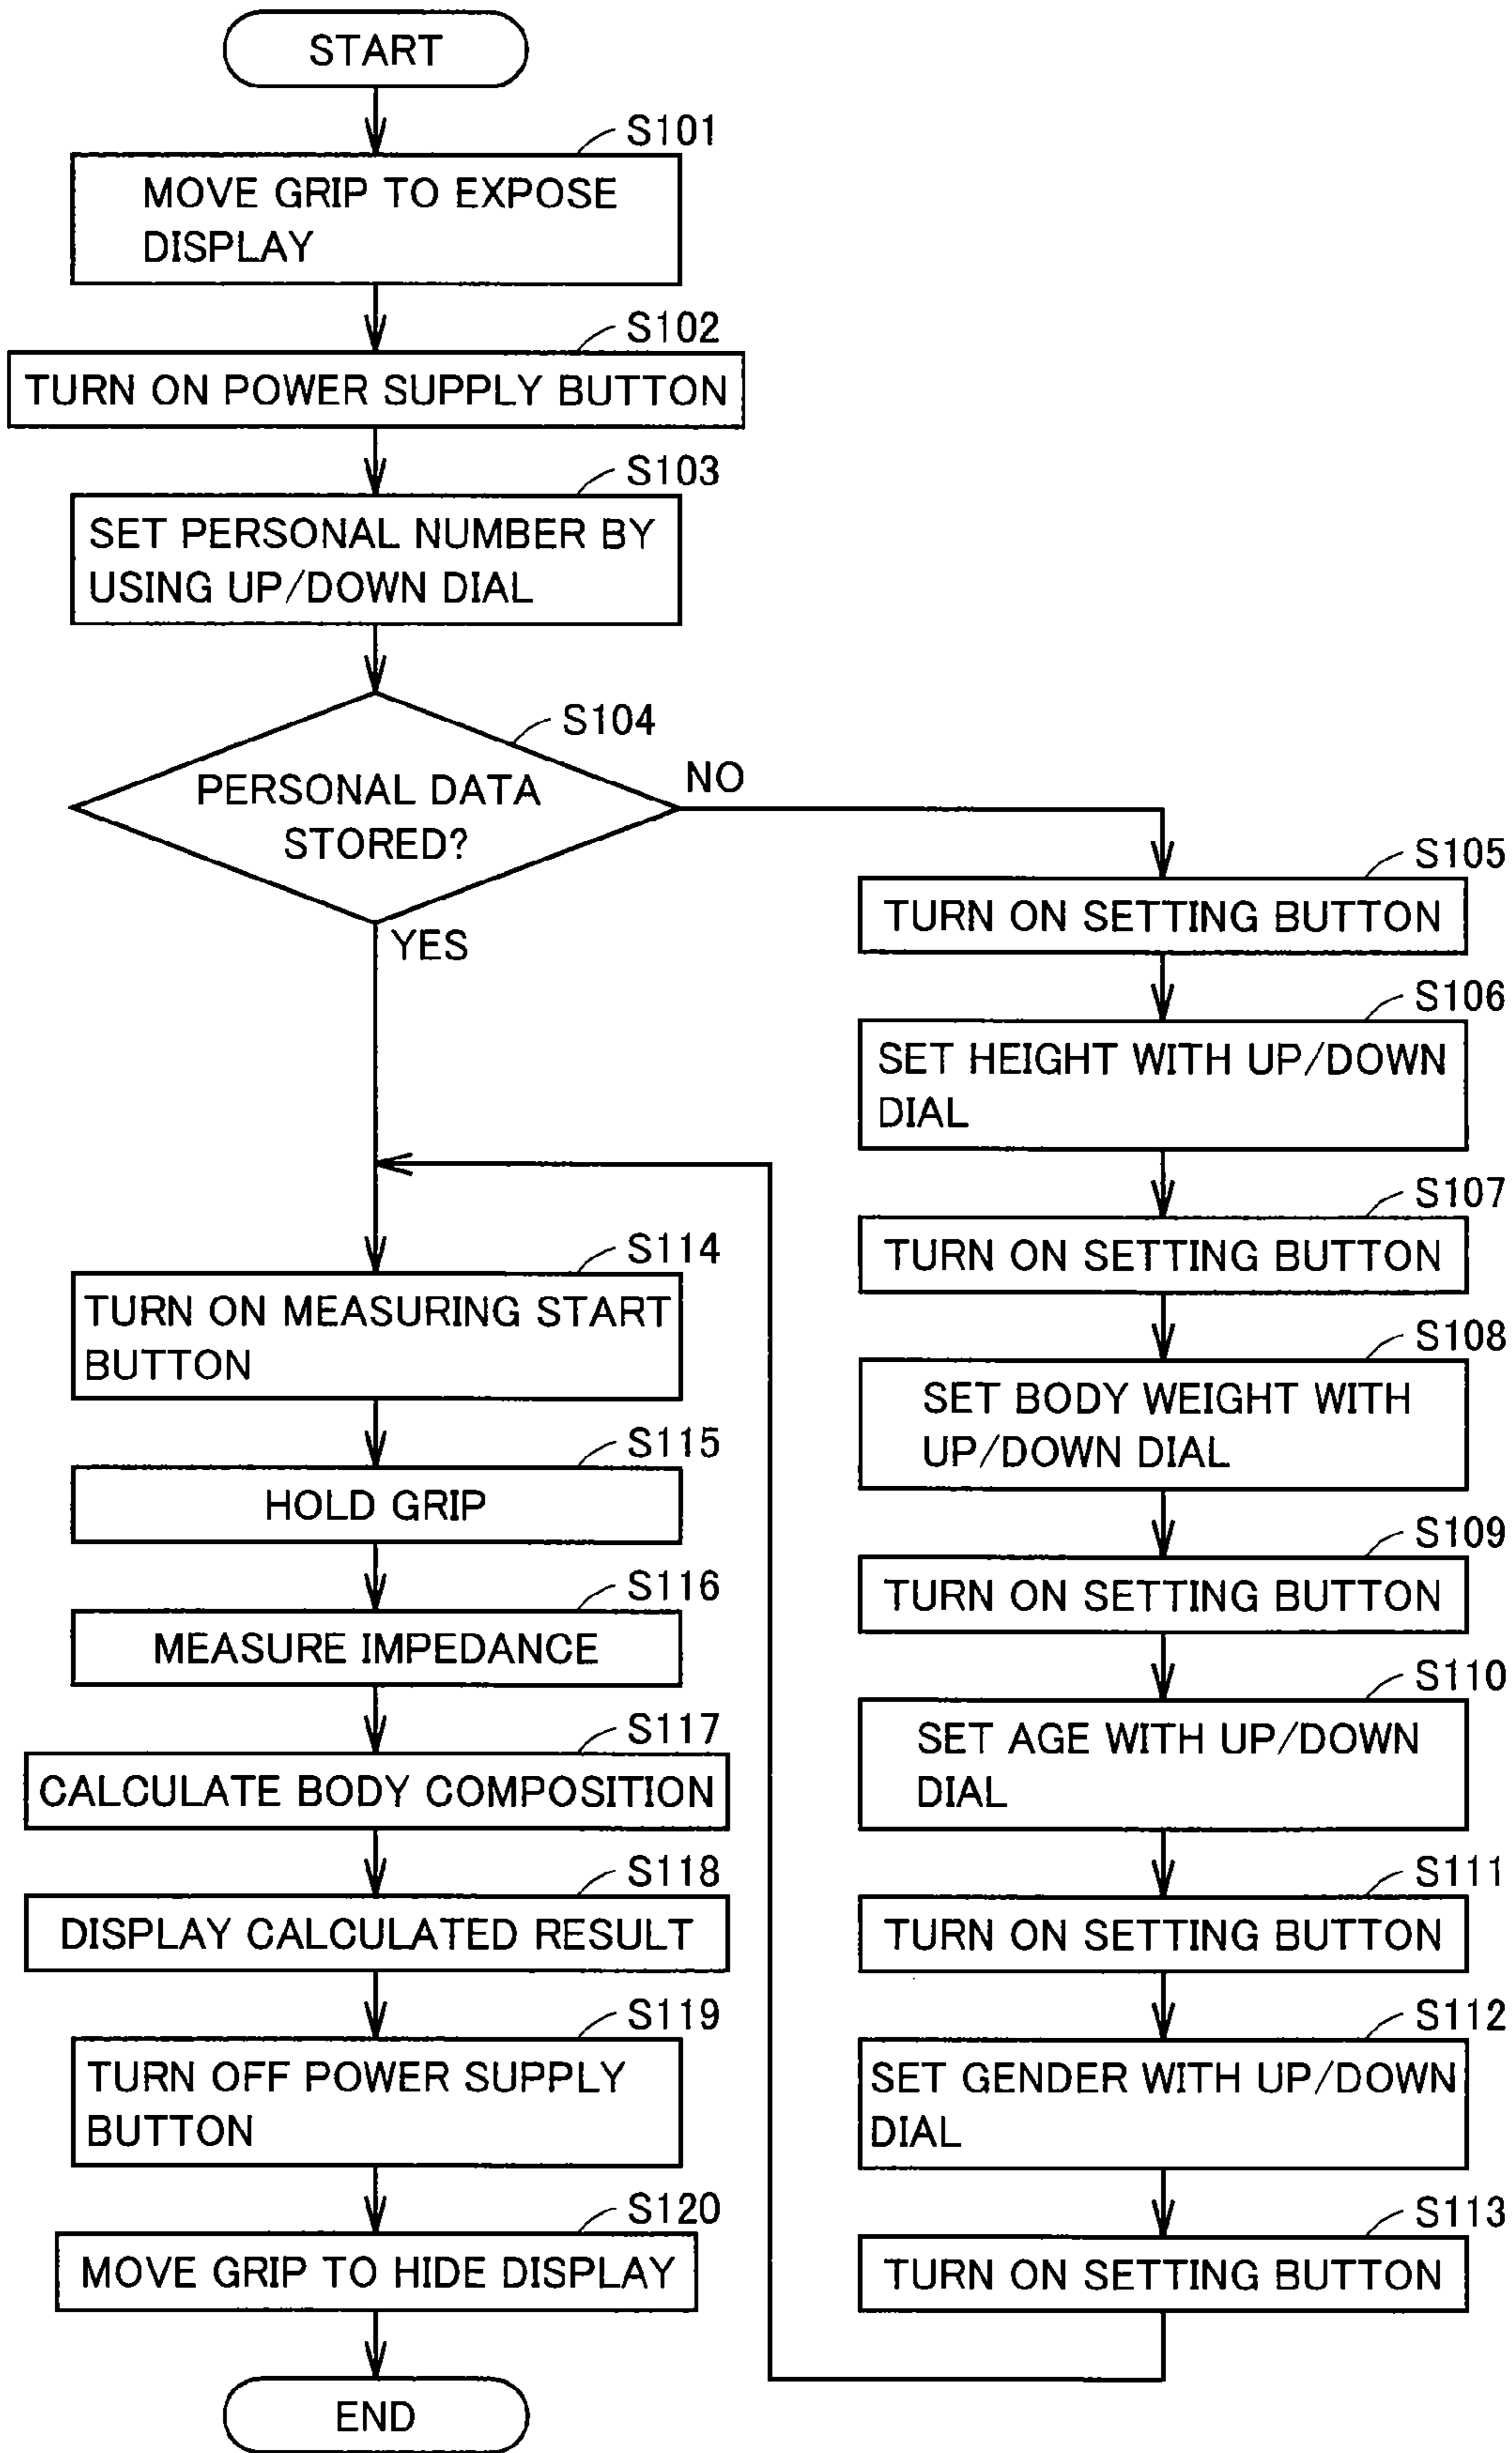 START
S101
MOVE GRIP TO EXPOSE
DISPLAY
S102
TURN ON POWER SUPPLY BUTTON
S103
SET PERSONAL NUMBER BY
USING UP/DOWN DIAL
S104
PERSONAL DATA
STORED?
NO
YES
S105
TURN ON SETTING BUTTON
S106
SET HEIGHT WITH UP/DOWN
DIAL
S107
TURN ON SETTING BUTTON
S108
SET BODY WEIGHT WITH
UP/DOWN DIAL
S109
TURN ON SETTING BUTTON
S110
SET AGE WITH UP/DOWN
DIAL
S111
TURN ON SETTING BUTTON
S112
SET GENDER WITH UP/DOWN
DIAL
S113
TURN ON SETTING BUTTON
S114
TURN ON MEASURING START
BUTTON
S115
HOLD GRIP
S116
MEASURE IMPEDANCE
S117
CALCULATE BODY COMPOSITION
S118
DISPLAY CALCULATED RESULT
S119
TURN OFF POWER SUPPLY
BUTTON
S120
MOVE GRIP TO HIDE DISPLAY
END